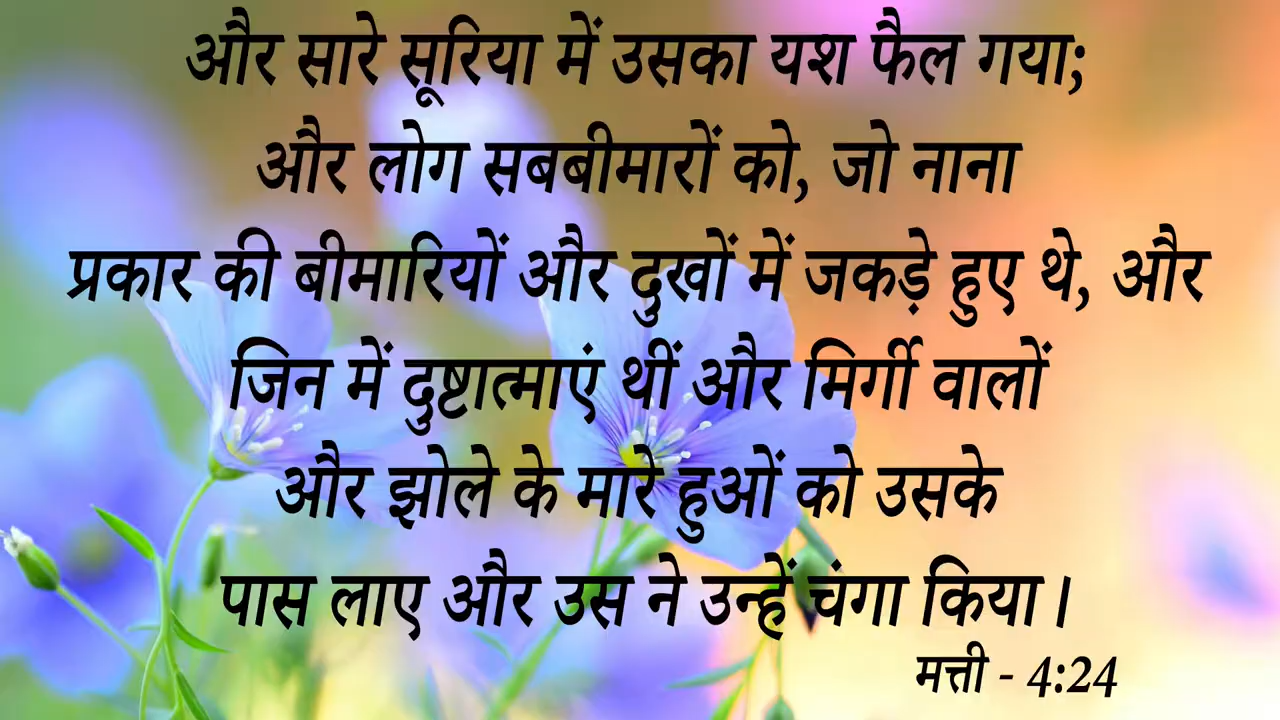 और सारे सूरिया में उसका यश फैल गया;
और लोग सबबीमारों को, जो नाना
प्रकार की बीमारियों और दुखों में जकड़े हुए थे, और
जिन में दुष्टात्माएं थीं और मिर्गी वालों
और झोले के मारे हुओं को उसके
पास लाए और उस ने उन्हें चंगा किया।
मत्ती - 4:24